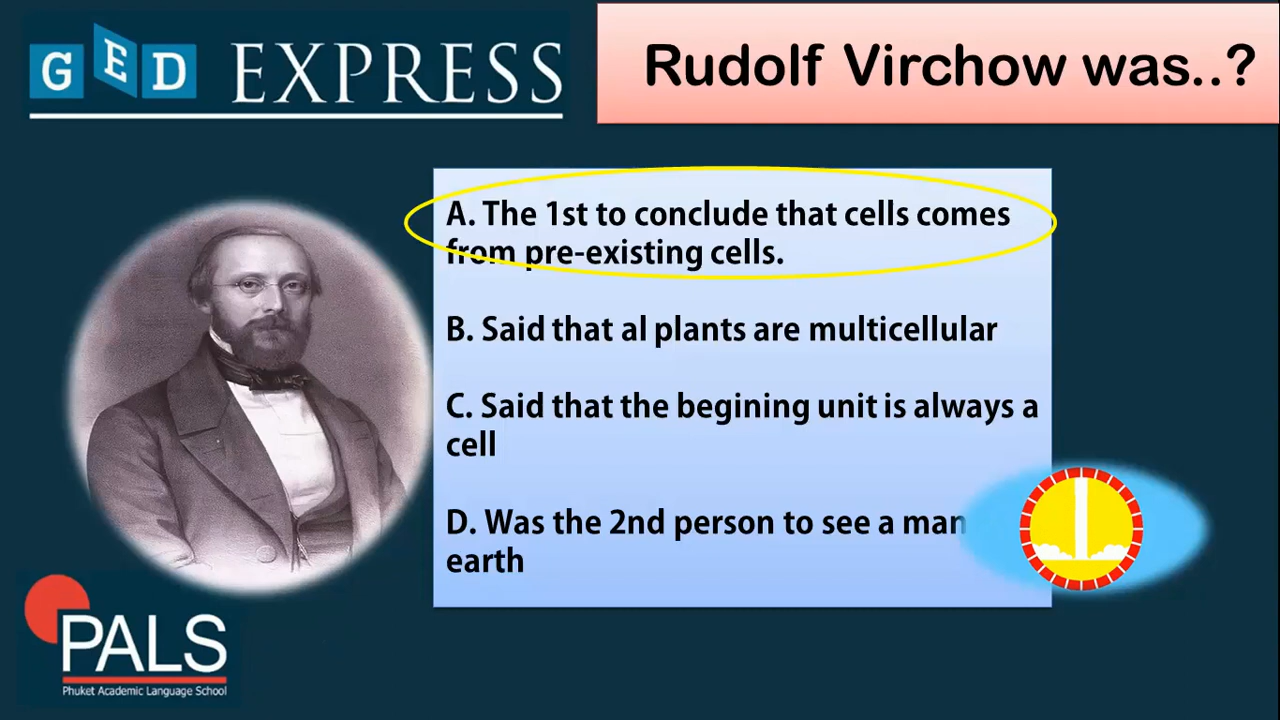 GED EXPRESS
Rudolf Virchow was..?
A. The 1st to conclude that cells comes
from pre-existing cells.
B. Said that al plants are multicellular
C. Said that the begining unit is always a
cell
D. Was the 2nd person to see a man
earth
PALS
Phuket Academic Language School